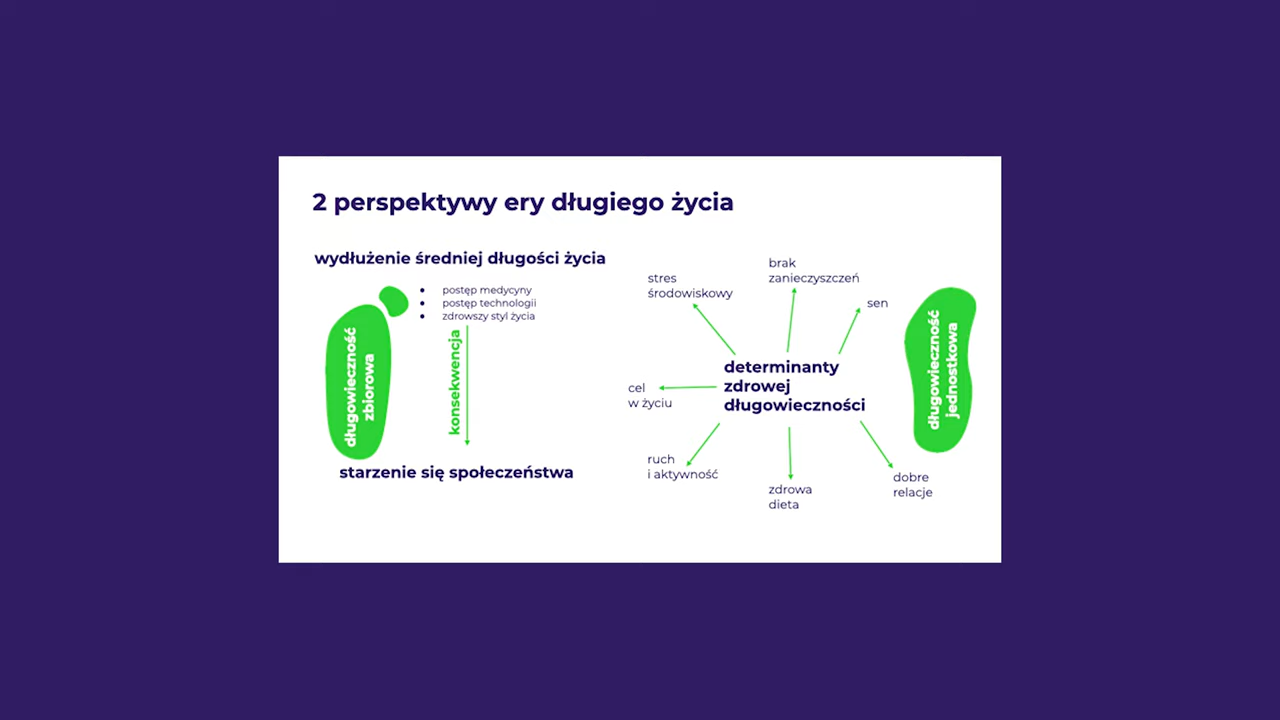 2 perspektywy ery długiego życia
wydłużenie średniej długości życia
postęp medycyny
postęp technologii
zdrowszy styl życia
długowieczność
zbiorowa
konsekwencja
starzenie się społeczeństwa
stres
środowiskowy
brak
zanieczyszczeń
sen
determinanty
zdrowej
długowieczności
cel
w życiu
ruch
i aktywność
zdrowa
dieta
dobre
relacje
długowieczność
jednostkowa